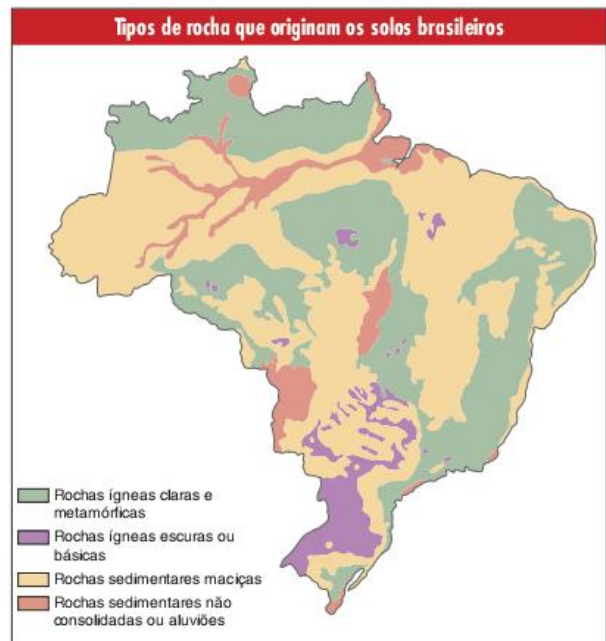 Tipos de rocha que originam os solos brasileiros
Rochas ígneas claras e
metamórficas
Rochas ígneas escuras ou
básicas
Rochas sedimentares maciças
Rochas sedimentares não
consolidadas ou aluviões